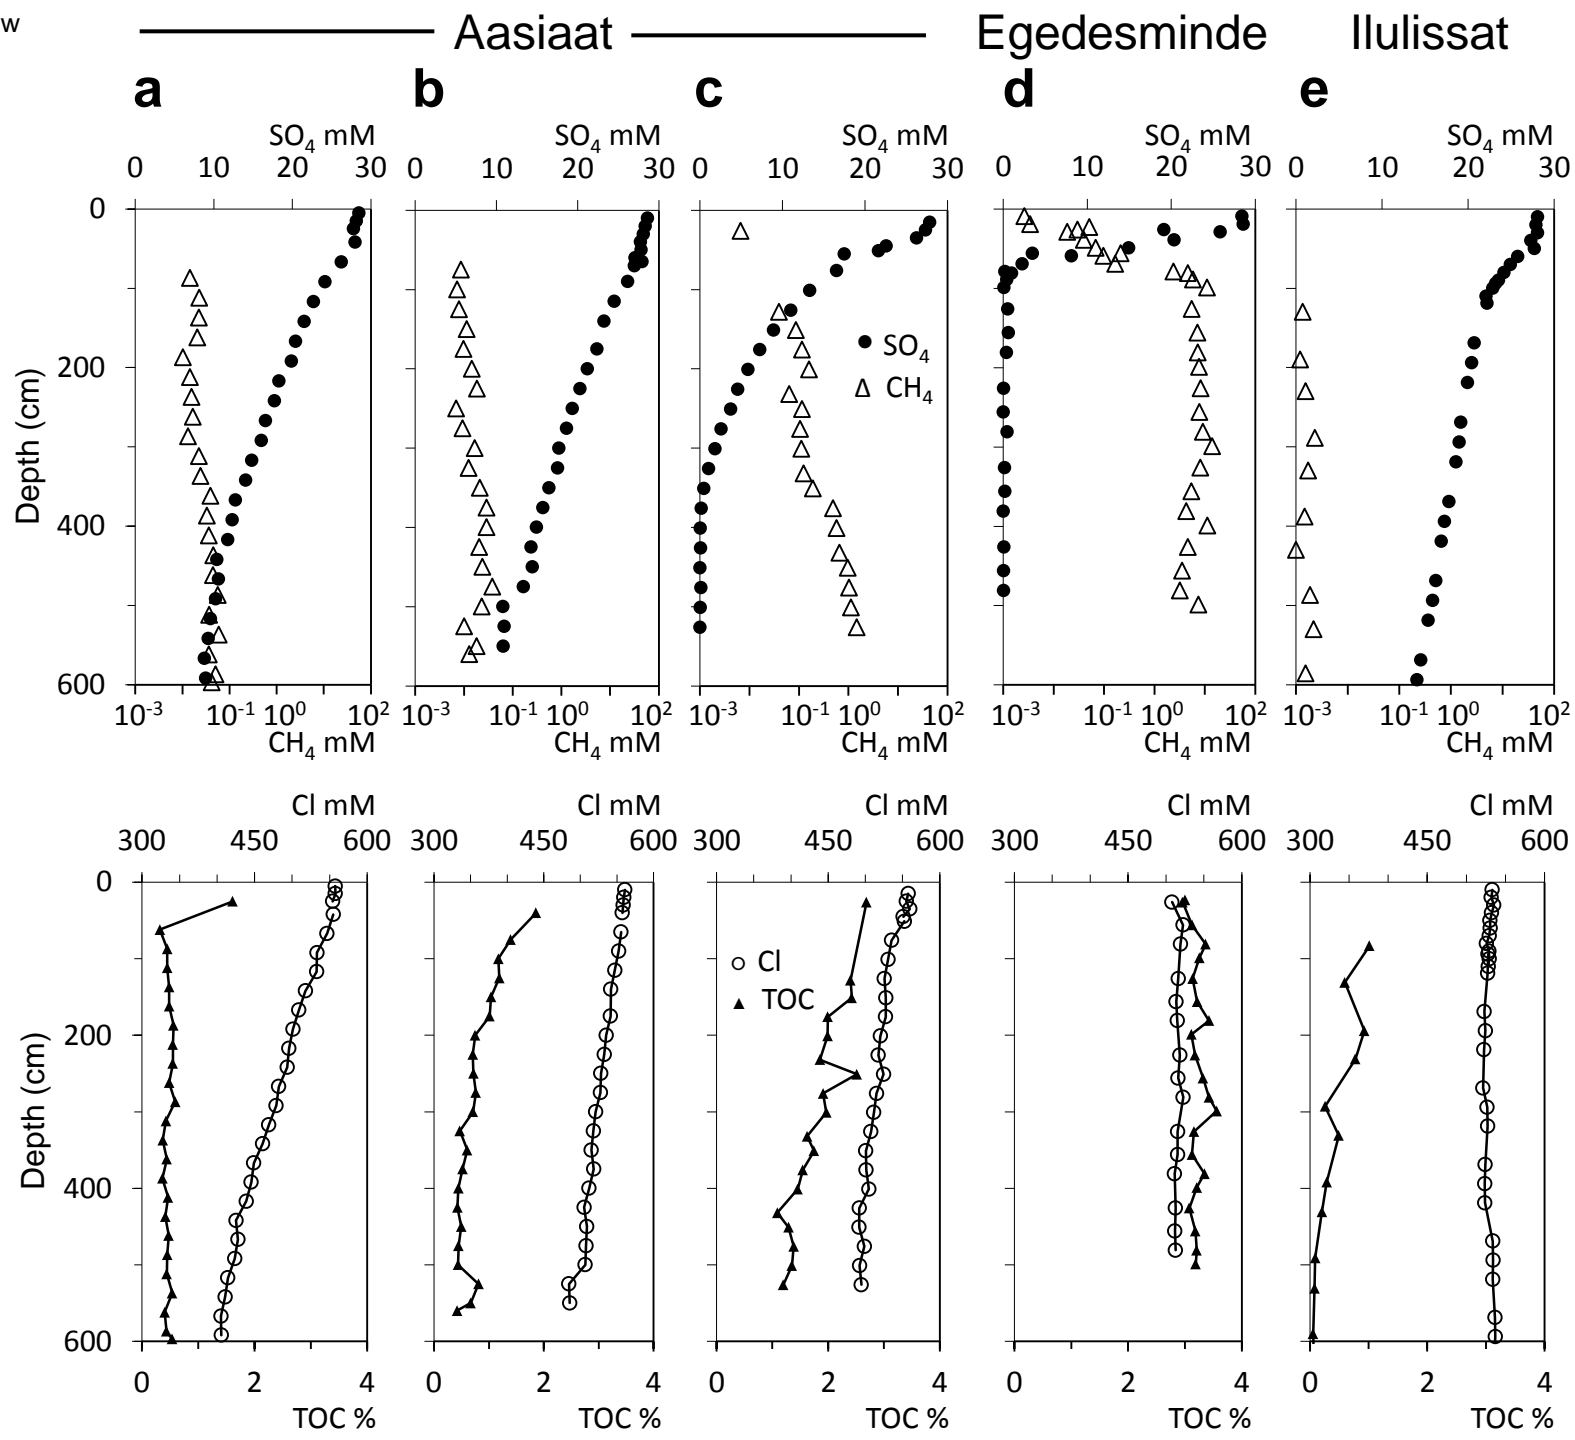 w
Aasiaat Egedesminde Ilulissat
a b c d e
SO4 mM SO4 mM SO4 mM SO4 mM SO4 mM
0 10 20 30 0 10 20 30 0 10 20 30 0 10 20 30 0 10 20 30
0
200
400
600
Depth (cm)
SO4
CH4
10-3 10-1 100 102 10-3 10-1 100 102 10-3 10-1 100 102 10-3 10-1 100 102 10-3 10-1 100 102
CH4 mM CH4 mM CH4 mM CH4 mM CH4 mM
Cl mM Cl mM Cl mM Cl mM Cl mM
300 450 600 300 450 600 300 450 600 300 450 600 300 450 600
0
200
400
600
Depth (cm)
Cl
TOC
0 2 4 0 2 4 0 2 4 0 2 4 0 2 4
TOC % TOC % TOC % TOC % TOC %